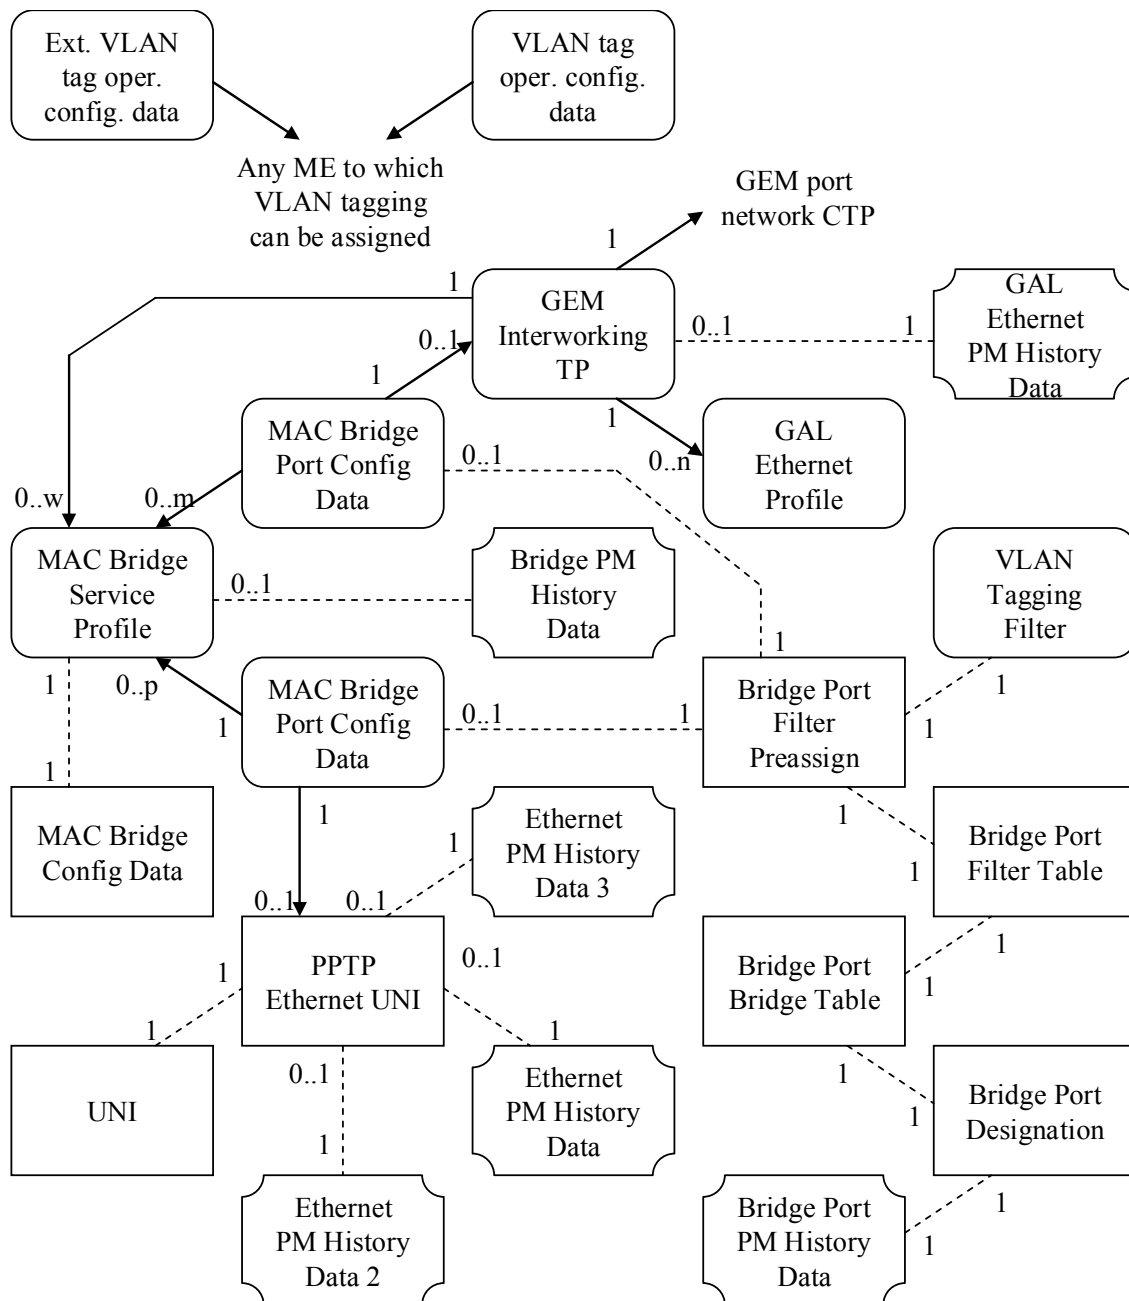 Ext. VLAN
tag oper.
config. data
VLAN tag
oper. config.
data
Any ME to which
VLAN tagging
can be assigned
GEM port
network CTP
1
1
GEM
Interworking
TP
0..1
1
0..1
1
GAL
Ethernet
PM History
Data
1
0..n
MAC Bridge
Port Config
Data
0..1
GAL
Ethernet
Profile
0..w
0..m
MAC Bridge
Service
Profile
0..1
Bridge PM
History
Data
VLAN
Tagging
Filter
1
0..p
1
MAC Bridge
Port Config
Data
0..1
1
1
Bridge Port
Filter
Preassign
1
1
1
MAC Bridge
Config Data
1
1
Ethernet
PM History
Data 3
1
1
Bridge Port
Filter Table
0..1
0..1
1
PPTP
Ethernet UNI
0..1
Bridge Port
Bridge Table
1
1
1
UNI
0..1
1
Ethernet
PM History
Data
1
1
Bridge Port
Designation
1
Ethernet
PM History
Data 2
Bridge Port
PM History
Data
1
1